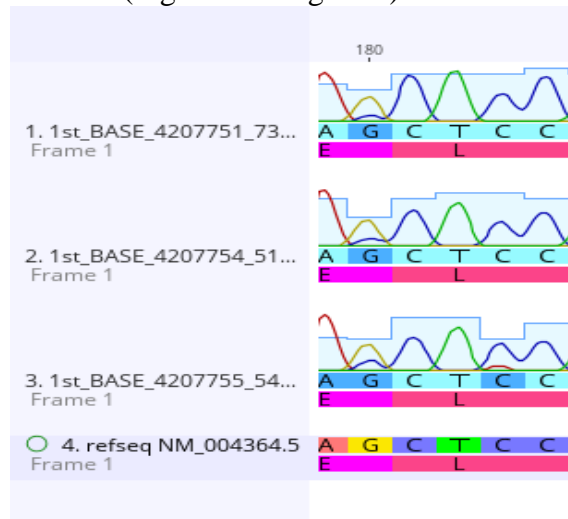 180
1. 1st_BASE_4207751_73...
A G C T C C
Frame 1
E L
2. 1st_BASE_4207754_51...
A G C T C C
Frame 1
E L
3. 1st_BASE_4207755_54...
A G C T C C
Frame 1
E L
4. refseq NM_004364.5
A G C T C C
Frame 1
E L